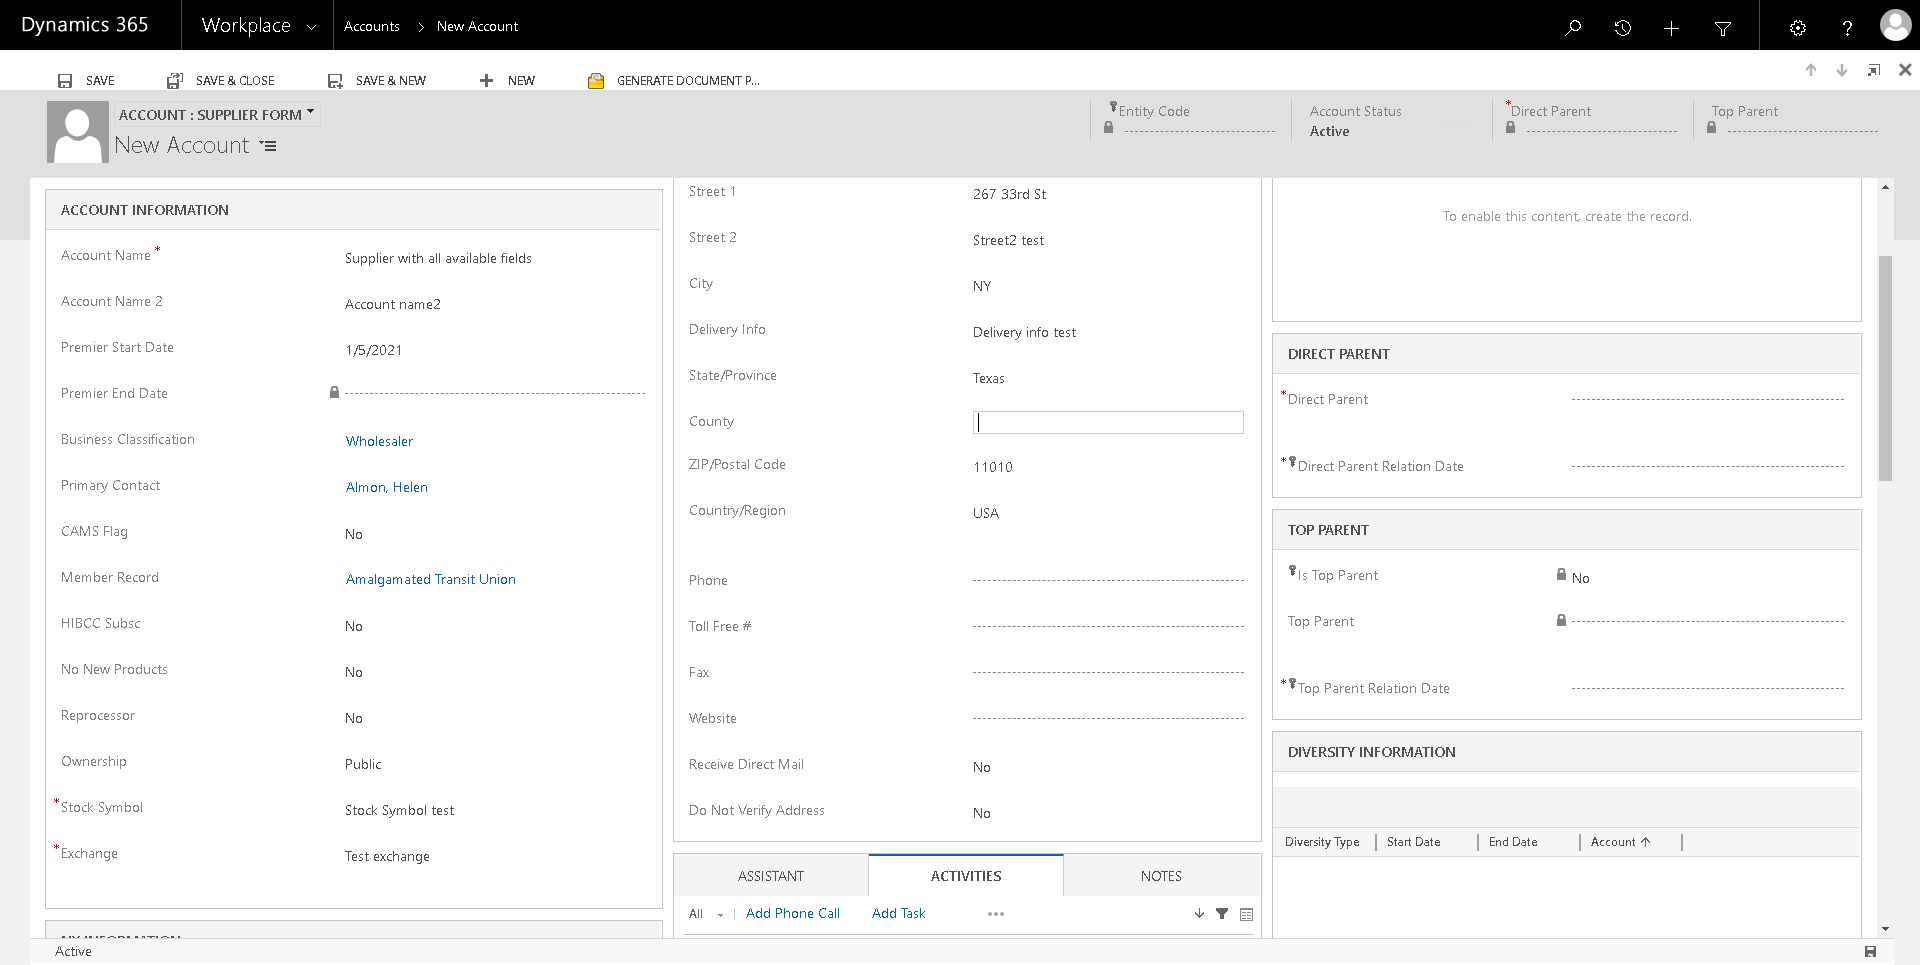 Dynamics 365
Workplace
Accounts > New Account
?
SAVE
SAVE & CLOSE
SAVE & NEW
NEW
GENERATE DOCUMENT P...
ACCOUNT : SUPPLIER FORM
New Account
Entity Code
Account Status
Active
*Direct Parent
Top Parent
ACCOUNT INFORMATION
Account Name *
Supplier with all available fields
Account Name 2
Account name2
Premier Start Date
1/5/2021
Premier End Date
Business Classification
Wholesaler
Primary Contact
Almon, Helen
CAMS Flag
No
Member Record
Amalgamated Transit Union
HIBCC Subsc
No
No New Products
No
Reprocessor
No
Ownership
Public
*Stock Symbol
Stock Symbol test
*Exchange
Test exchange
MY INFORMATION
Street 1
267 33rd St
Street 2
Street2 test
City
NY
Delivery Info
Delivery info test
State/Province
Texas
County
ZIP/Postal Code
11010
Country/Region
USA
Phone
Toll Free #
Fax
Website
Receive Direct Mail
No
Do Not Verify Address
No
ASSISTANT
ACTIVITIES
NOTES
All
Add Phone Call
Add Task
To enable this content, create the record.
DIRECT PARENT
*Direct Parent
*Direct Parent Relation Date
TOP PARENT
Is Top Parent
No
Top Parent
*Top Parent Relation Date
DIVERSITY INFORMATION
Diversity Type
Start Date
End Date
Account
Active